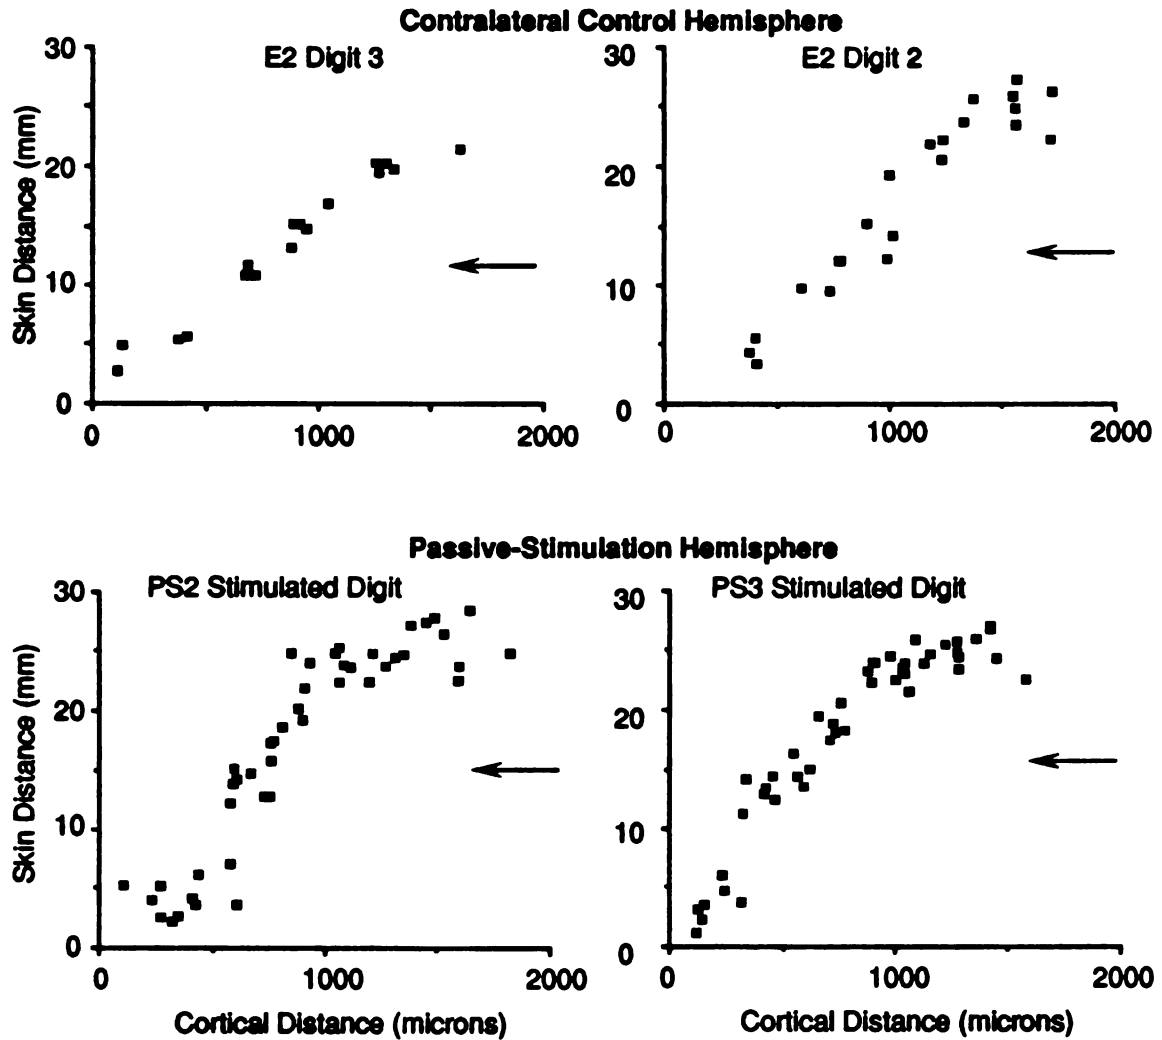 Contralateral Control Hemisphere
E2 Digit 3
E2 Digit 2
30
20
10
0
Skin Distance (mm)
0 1000 2000
30
20
10
0
0 1000 2000
Passive-Stimulation Hemisphere
PS2 Stimulated Digit
PS3 Stimulated Digit
30
20
10
0
Skin Distance (mm)
0 1000 2000
Cortical Distance (microns)
30
20
10
0
0 1000 2000
Cortical Distance (microns)